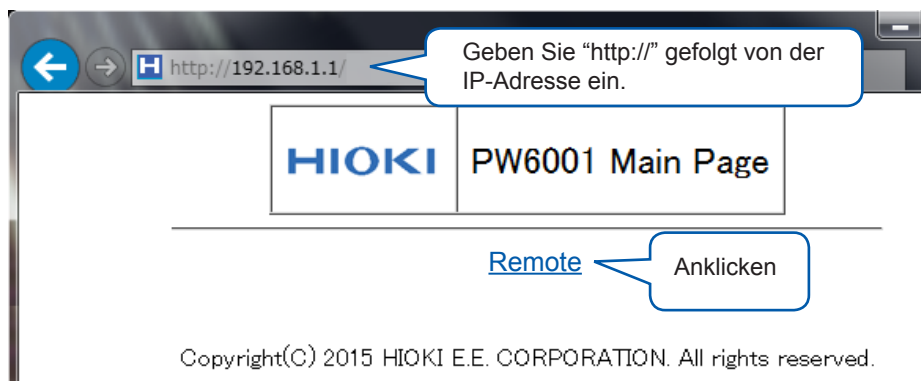 http://192.168.1.1/
Geben Sie “http://” gefolgt von der
IP-Adresse ein.
HIOKI
PW6001 Main Page
Remote
Anklicken
Copyright(C) 2015 HIOKI E.E. CORPORATION. All rights reserved.